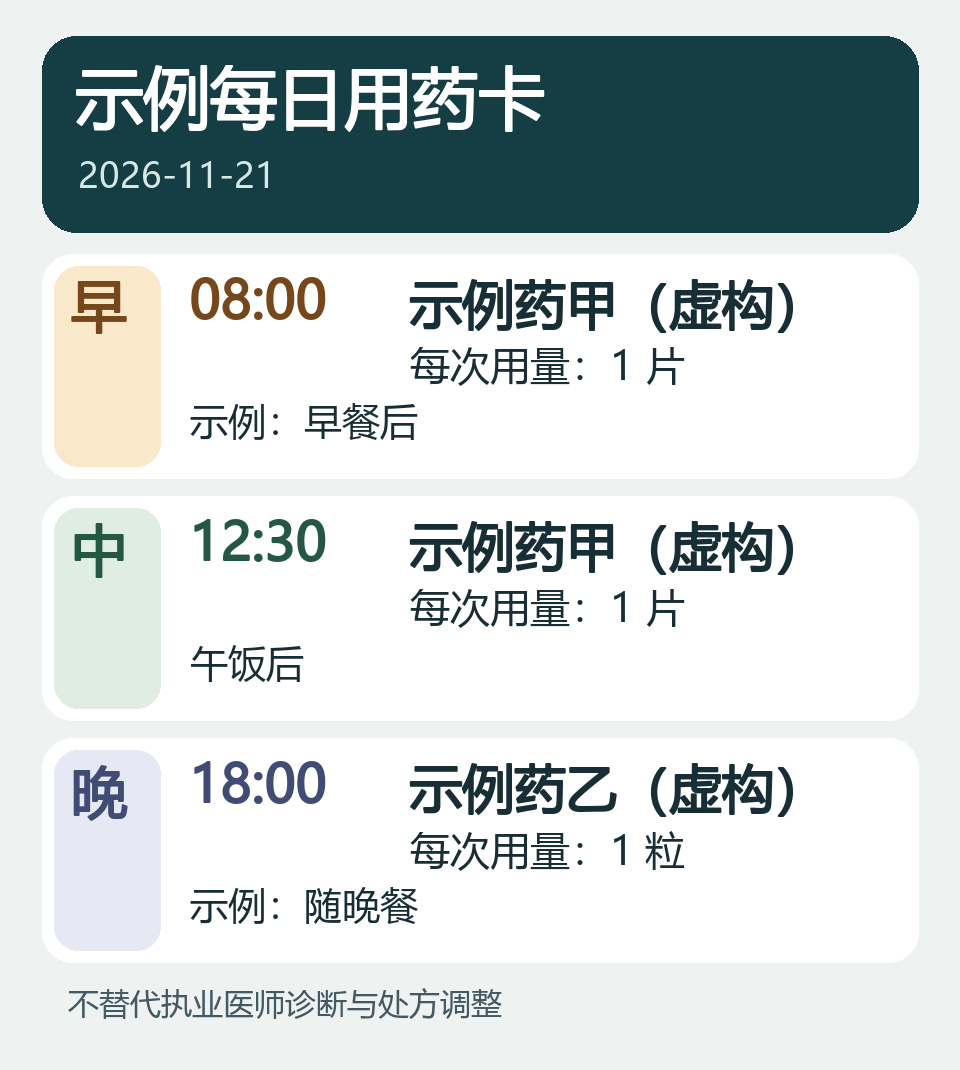 示例每日用药卡
2026-11-21
早 08:00 示例药甲（虚构）
每次用量：1 片
示例：早餐后
中 12:30 示例药甲（虚构）
每次用量：1 片
午饭后
晚 18:00 示例药乙（虚构）
每次用量：1 粒
示例：随晚餐
不替代执业医师诊断与处方调整